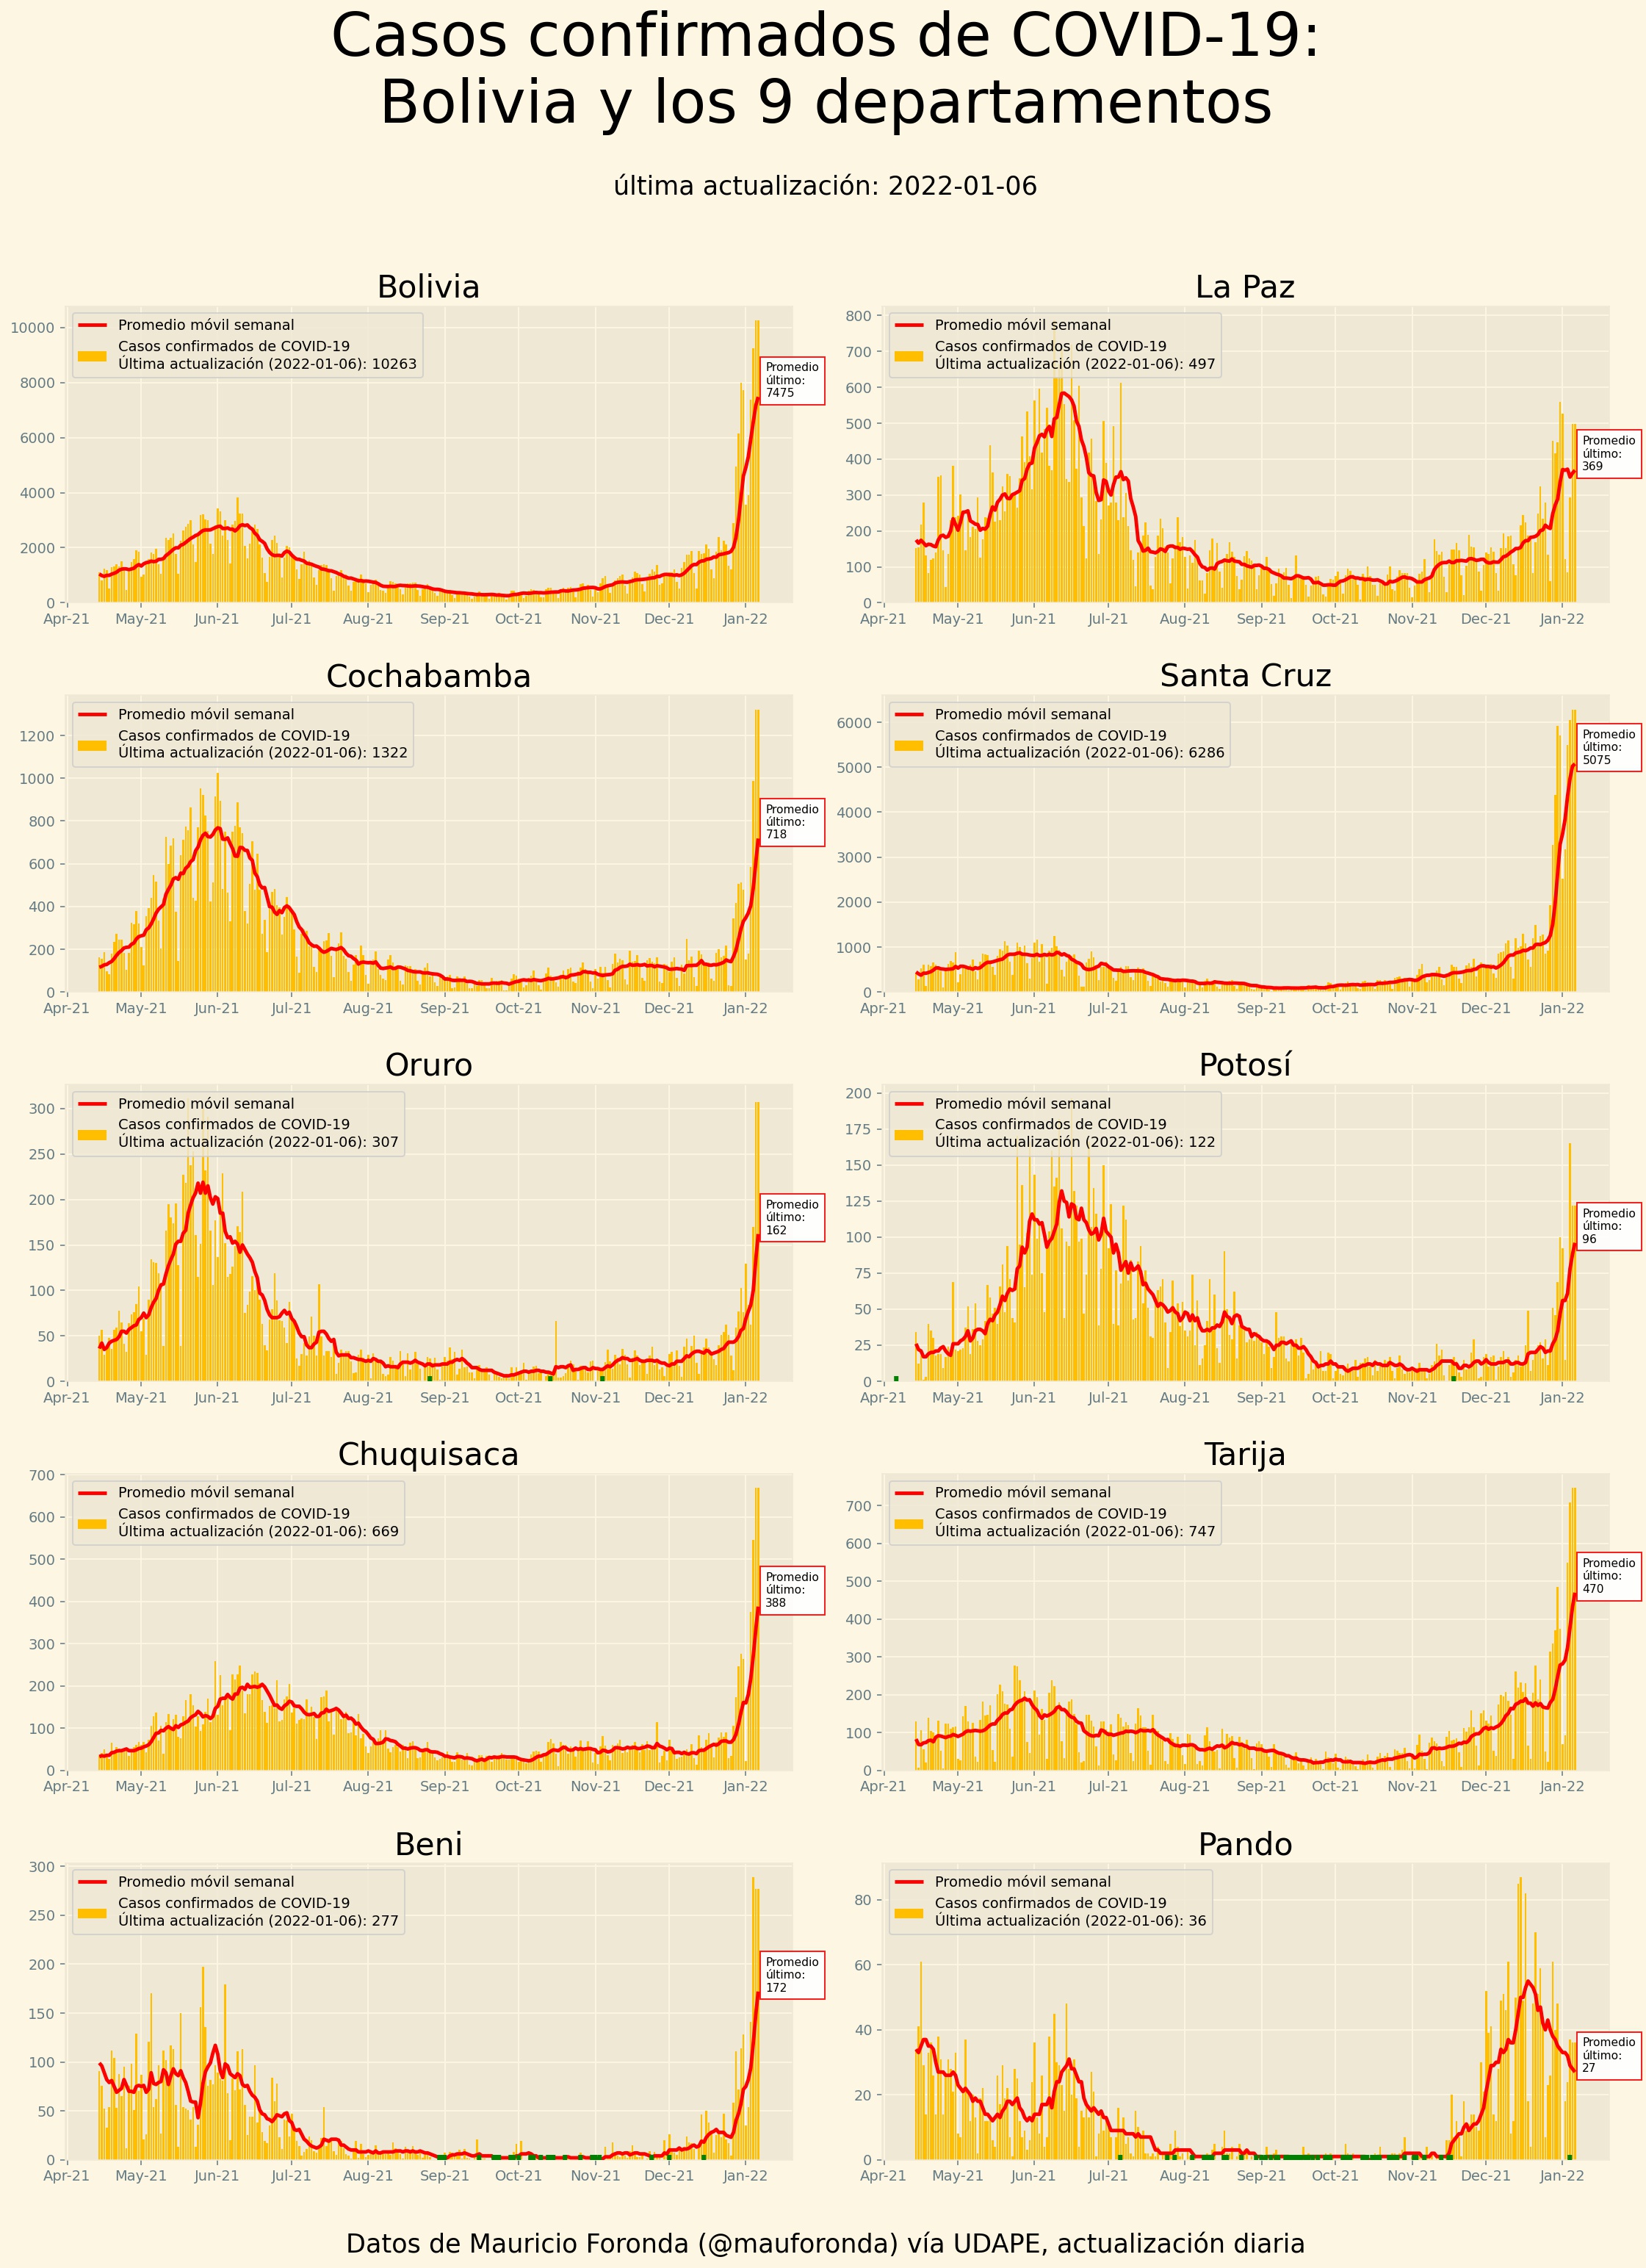 Casos confirmados de COVID-19:
Bolivia y los 9 departamentos
última actualización: 2022-01-06
Bolivia
Promedio móvil semanal
Casos confirmados de COVID-19
Última actualización (2022-01-06): 10263
Promedio
último:
7475
10000
8000
6000
4000
2000
0
Apr-21 May-21 Jun-21 Jul-21 Aug-21 Sep-21 Oct-21 Nov-21 Dec-21 Jan-22
La Paz
Promedio móvil semanal
Casos confirmados de COVID-19
Última actualización (2022-01-06): 497
Promedio
último:
369
800
700
600
500
400
300
200
100
0
Apr-21 May-21 Jun-21 Jul-21 Aug-21 Sep-21 Oct-21 Nov-21 Dec-21 Jan-22
Cochabamba
Promedio móvil semanal
Casos confirmados de COVID-19
Última actualización (2022-01-06): 1322
Promedio
último:
718
1200
1000
800
600
400
200
0
Apr-21 May-21 Jun-21 Jul-21 Aug-21 Sep-21 Oct-21 Nov-21 Dec-21 Jan-22
Santa Cruz
Promedio móvil semanal
Casos confirmados de COVID-19
Última actualización (2022-01-06): 6286
Promedio
último:
5075
6000
5000
4000
3000
2000
1000
0
Apr-21 May-21 Jun-21 Jul-21 Aug-21 Sep-21 Oct-21 Nov-21 Dec-21 Jan-22
Oruro
Promedio móvil semanal
Casos confirmados de COVID-19
Última actualización (2022-01-06): 307
Promedio
último:
162
300
250
200
150
100
50
0
Apr-21 May-21 Jun-21 Jul-21 Aug-21 Sep-21 Oct-21 Nov-21 Dec-21 Jan-22
Potosí
Promedio móvil semanal
Casos confirmados de COVID-19
Última actualización (2022-01-06): 122
Promedio
último:
96
200
175
150
125
100
75
50
25
0
Apr-21 May-21 Jun-21 Jul-21 Aug-21 Sep-21 Oct-21 Nov-21 Dec-21 Jan-22
Chuquisaca
Promedio móvil semanal
Casos confirmados de COVID-19
Última actualización (2022-01-06): 669
Promedio
último:
388
700
600
500
400
300
200
100
0
Apr-21 May-21 Jun-21 Jul-21 Aug-21 Sep-21 Oct-21 Nov-21 Dec-21 Jan-22
Tarija
Promedio móvil semanal
Casos confirmados de COVID-19
Última actualización (2022-01-06): 747
Promedio
último:
470
700
600
500
400
300
200
100
0
Apr-21 May-21 Jun-21 Jul-21 Aug-21 Sep-21 Oct-21 Nov-21 Dec-21 Jan-22
Beni
Promedio móvil semanal
Casos confirmados de COVID-19
Última actualización (2022-01-06): 277
Promedio
último:
172
300
250
200
150
100
50
0
Apr-21 May-21 Jun-21 Jul-21 Aug-21 Sep-21 Oct-21 Nov-21 Dec-21 Jan-22
Pando
Promedio móvil semanal
Casos confirmados de COVID-19
Última actualización (2022-01-06): 36
Promedio
último:
27
80
60
40
20
0
Apr-21 May-21 Jun-21 Jul-21 Aug-21 Sep-21 Oct-21 Nov-21 Dec-21 Jan-22
Datos de Mauricio Foronda (@mauforonda) vía UDAPE, actualización diaria